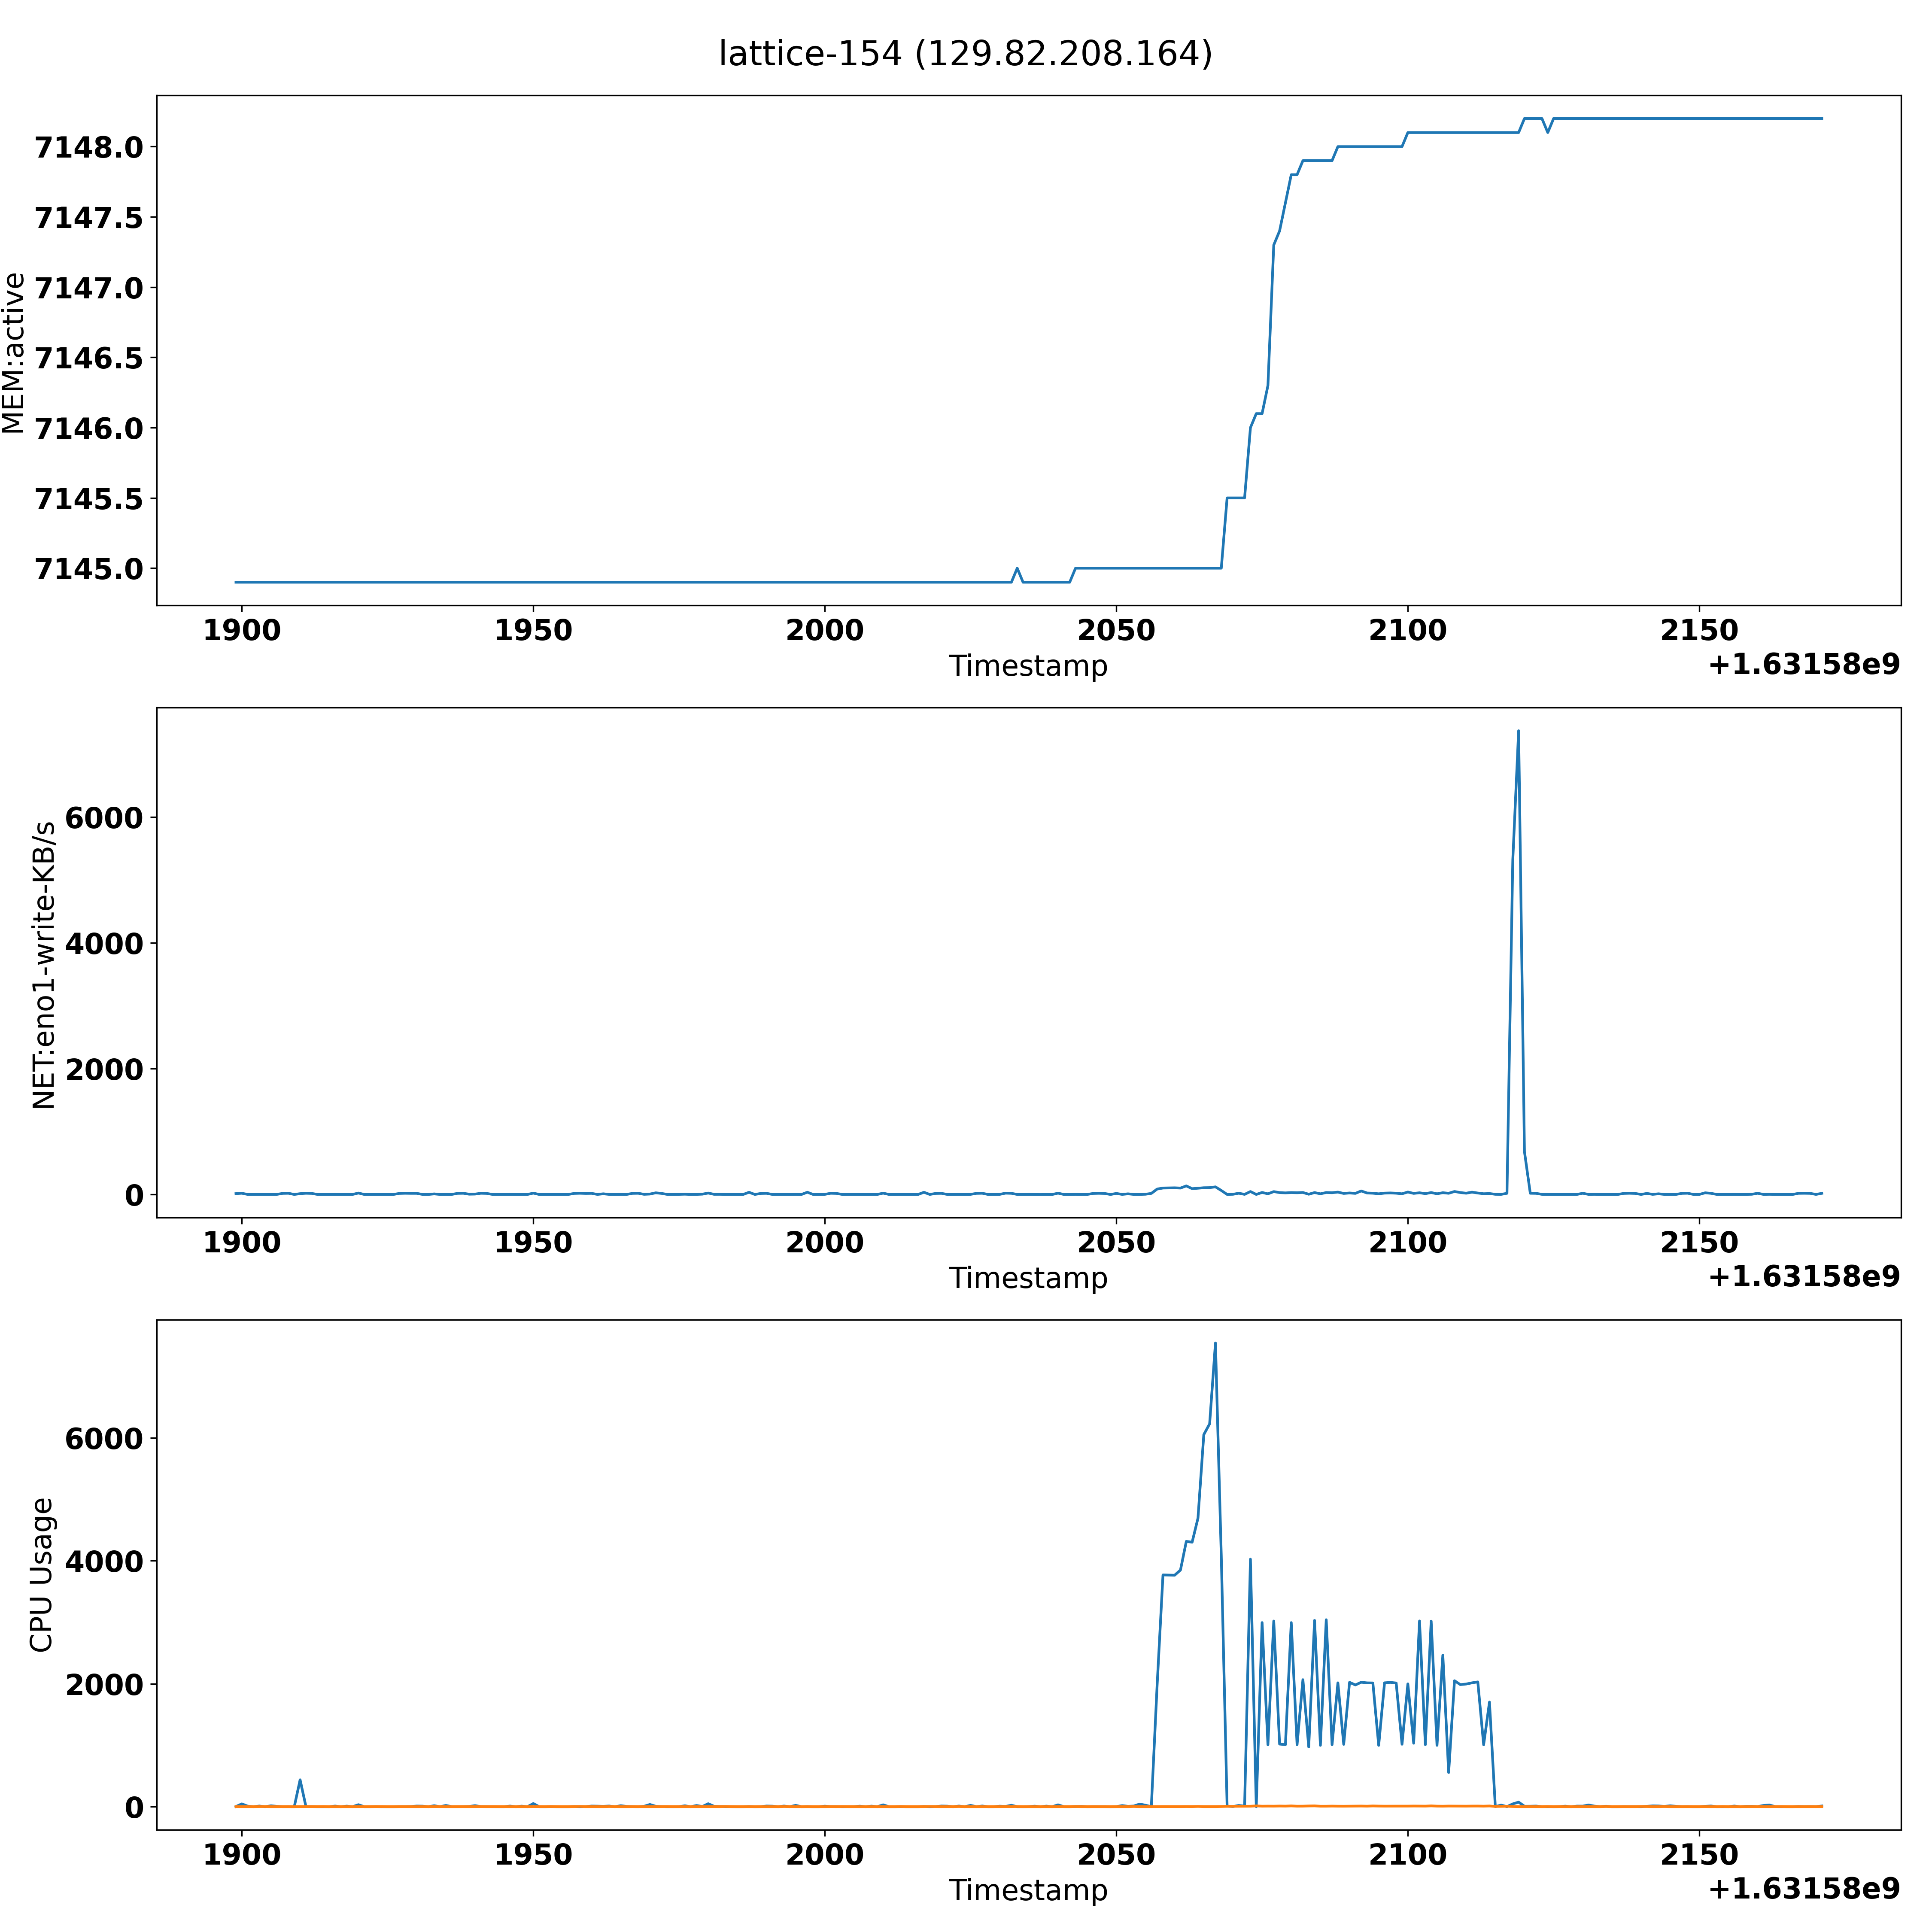 lattice-154 (129.82.208.164)
MEM:active
7148.0
7147.5
7147.0
7146.5
7146.0
7145.5
7145.0
1900 1950 2000 2050 2100 2150
Timestamp
+1.63158e9
NET:eno1-write-KB/s
6000
4000
2000
0
1900 1950 2000 2050 2100 2150
Timestamp
+1.63158e9
CPU Usage
6000
4000
2000
0
1900 1950 2000 2050 2100 2150
Timestamp
+1.63158e9